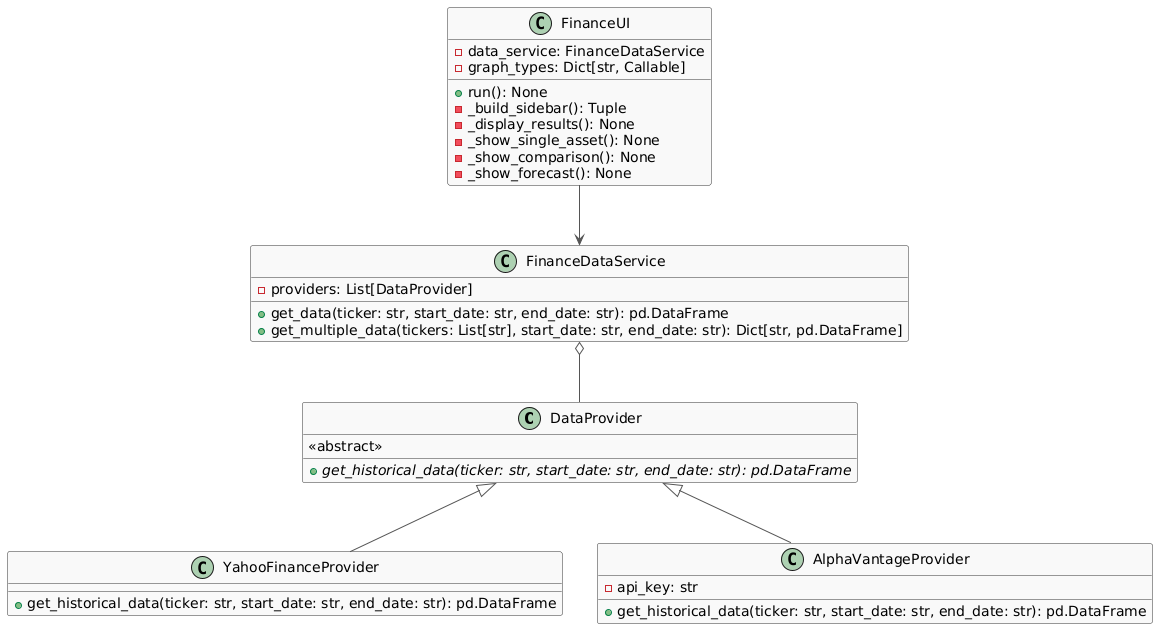 C FinanceUI
data_service: FinanceDataService
graph_types: Dict[str, Callable]
run(): None
_build_sidebar(): Tuple
_display_results(): None
_show_single_asset(): None
_show_comparison(): None
_show_forecast(): None
C FinanceDataService
providers: List[DataProvider]
get_data(ticker: str, start_date: str, end_date: str): pd.DataFrame
get_multiple_data(tickers: List[str], start_date: str, end_date: str): Dict[str, pd.DataFrame]
C DataProvider
«abstract»
get_historical_data(ticker: str, start_date: str, end_date: str): pd.DataFrame
C YahooFinanceProvider
get_historical_data(ticker: str, start_date: str, end_date: str): pd.DataFrame
C AlphaVantageProvider
api_key: str
get_historical_data(ticker: str, start_date: str, end_date: str): pd.DataFrame